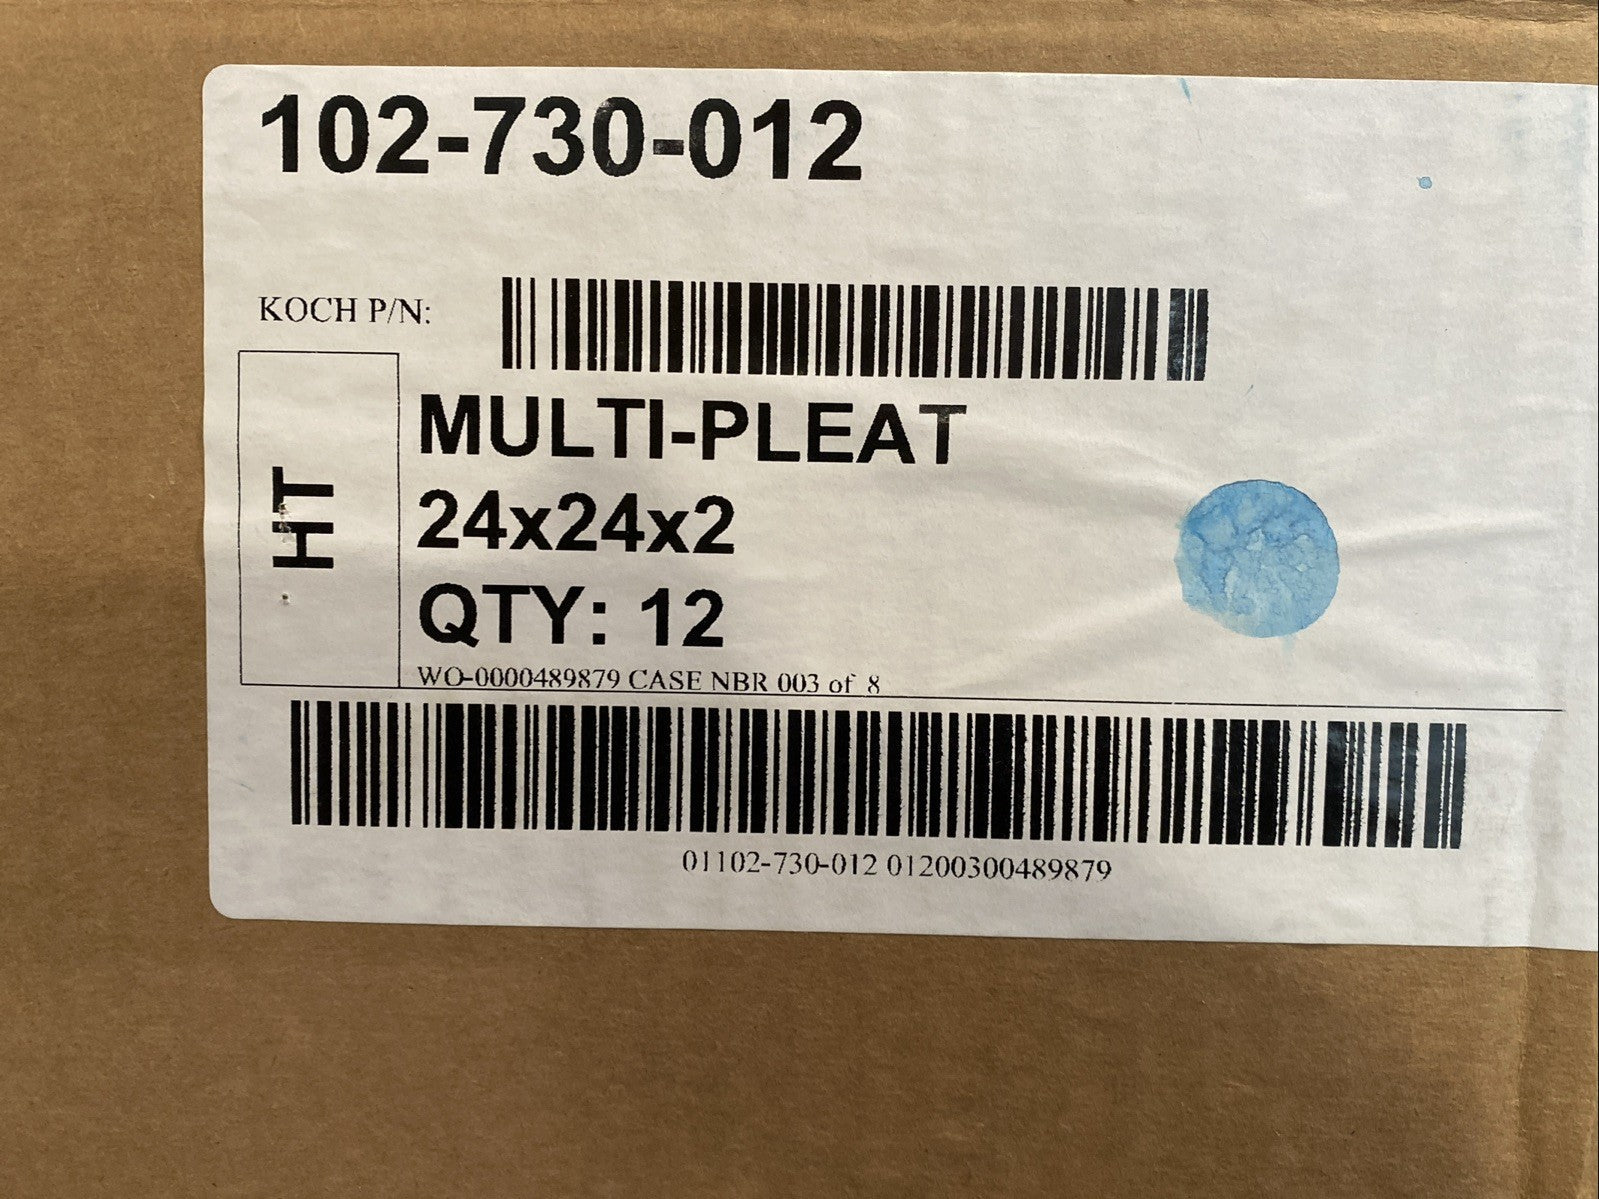 102-730-012
KOCH P/N:
HT
MULTI-PLEAT
24x24x2
QTY: 12
WO-0000489879 CASE NBR 003 of 8
01102-730-012 01200300489879